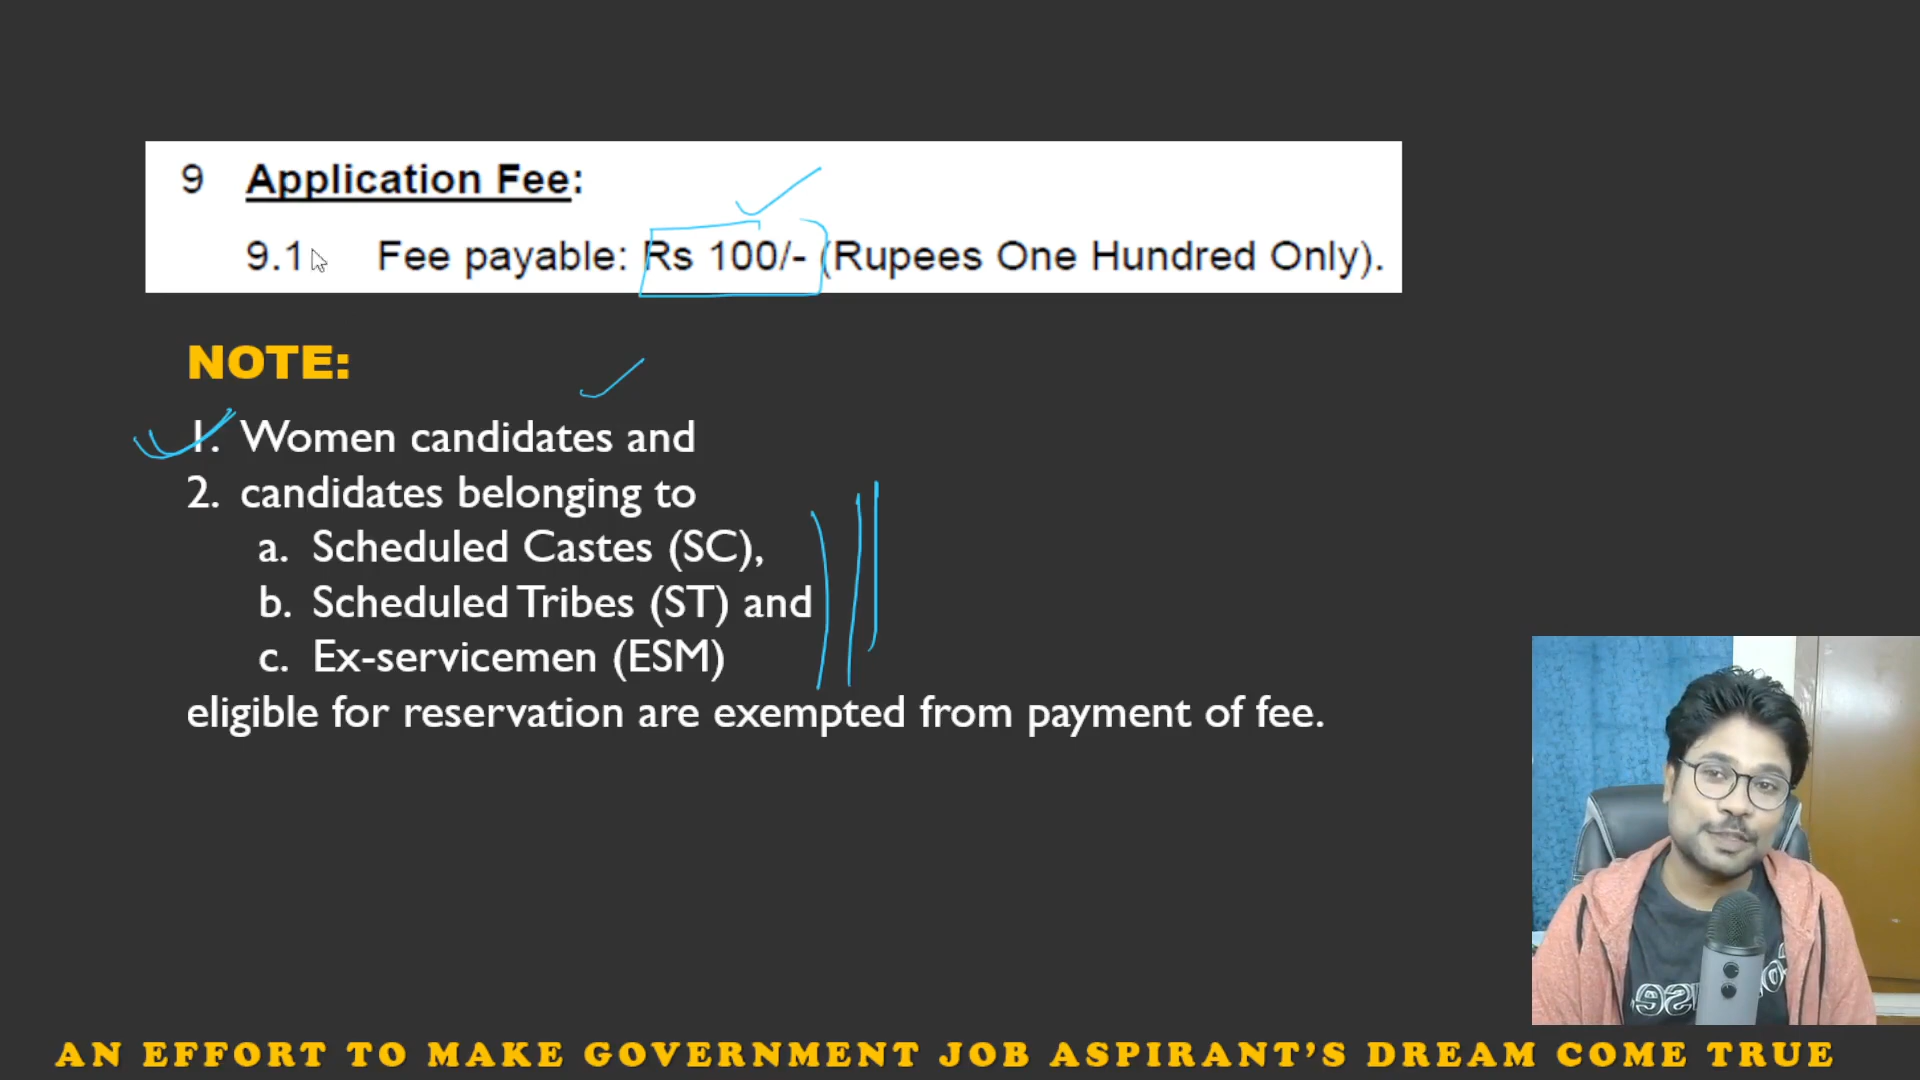 9 Application Fee:
9.1 Fee payable: Rs 100/- (Rupees One Hundred Only).
NOTE:
1. Women candidates and
2. candidates belonging to
a. Scheduled Castes (SC),
b. Scheduled Tribes (ST) and
c. Ex-servicemen (ESM)
eligible for reservation are exempted from payment of fee.
AN EFFORT TO MAKE GOVERNMENT JOB ASPIRANT'S DREAM COME TRUE